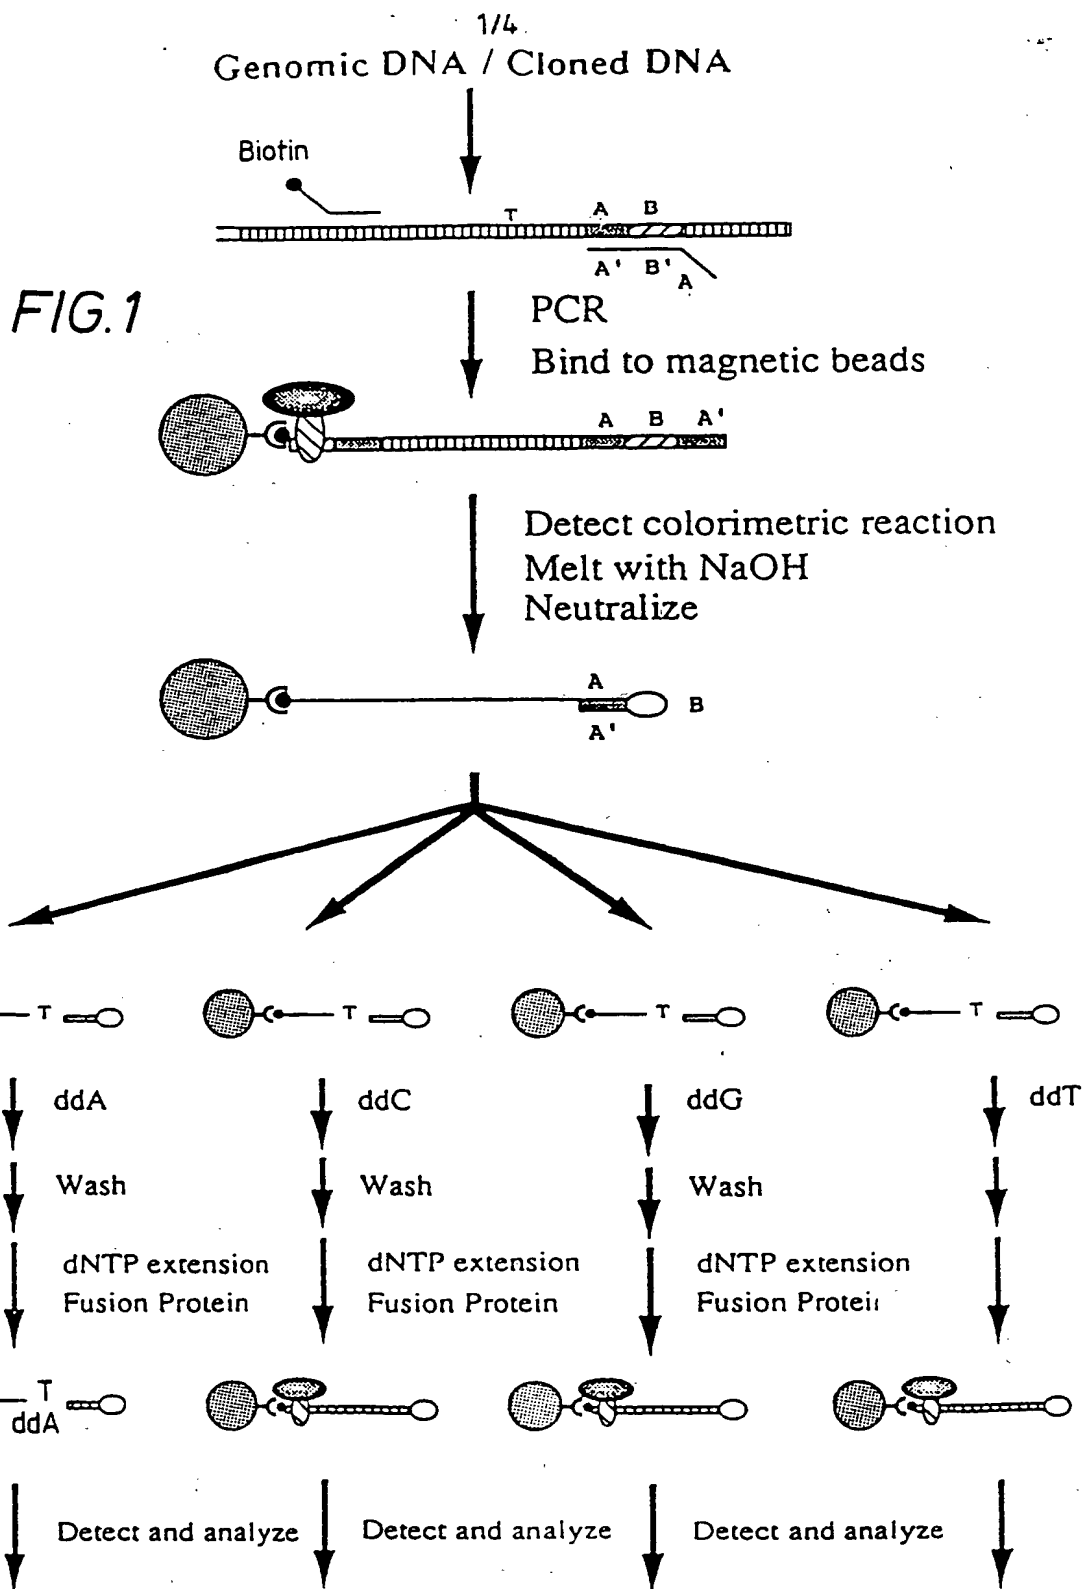 1/4
Genomic DNA / Cloned DNA
Biotin
T A B
A' B' A
FIG.1
PCR
Bind to magnetic beads
A B A'
Detect colorimetric reaction
Melt with NaOH
Neutralize
A
B
A'
T T T T
ddA ddC ddG ddT
Wash Wash Wash
dNTP extension dNTP extension dNTP extension
Fusion Protein Fusion Protein Fusion Protein
T
ddA
Detect and analyze Detect and analyze Detect and analyze